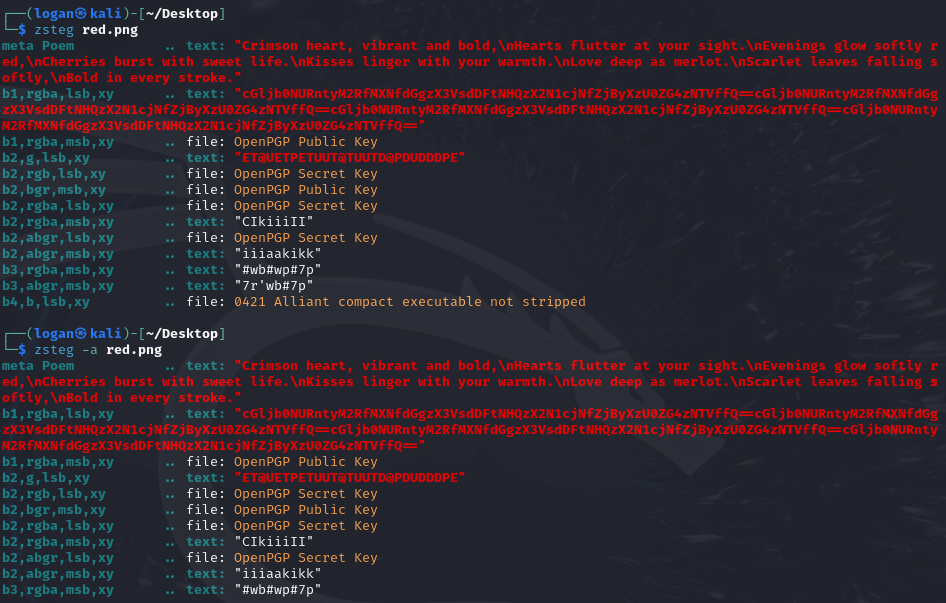 ┌──(logan㉿kali)-[~/Desktop]
└─$ zsteg red.png
meta Poem           .. text: "Crimson heart, vibrant and bold,\nHearts flutter at your sight.\nEvenings glow softly r
ed,\nCherries burst with sweet life.\nKisses linger with your warmth.\nLove deep as merlot.\nScarlet leaves falling s
oftly,\nBold in every stroke."
b1,rgba,lsb,xy      .. text: "cGljb0NURntyM2RfMXNfdGgzX3VsdDFtNHQzX2N1cjNfZjByXzU0ZG4zNTVffQ==cGljb0NURntyM2RfMXNfdGg
zX3VsdDFtNHQzX2N1cjNfZjByXzU0ZG4zNTVffQ==cGljb0NURntyM2RfMXNfdGgzX3VsdDFtNHQzX2N1cjNfZjByXzU0ZG4zNTVffQ==cGljb0NURnty
M2RfMXNfdGgzX3VsdDFtNHQzX2N1cjNfZjByXzU0ZG4zNTVffQ=="
b1,rgba,msb,xy      .. file: OpenPGP Public Key
b2,g,lsb,xy         .. text: "ET@UETPETUUT@TUUTD@PDUDDDPE"
b2,rgb,lsb,xy       .. file: OpenPGP Secret Key
b2,bgr,msb,xy       .. file: OpenPGP Public Key
b2,rgba,lsb,xy      .. file: OpenPGP Secret Key
b2,rgba,msb,xy      .. text: "CIkiiiII"
b2,abgr,lsb,xy      .. file: OpenPGP Secret Key
b2,abgr,msb,xy      .. text: "iiiaakikk"
b3,rgba,msb,xy      .. text: "#wb#wp#7p"
b3,abgr,msb,xy      .. text: "7r'wb#7p"
b4,b,lsb,xy         .. file: 0421 Alliant compact executable not stripped
┌──(logan㉿kali)-[~/Desktop]
└─$ zsteg -a red.png
meta Poem           .. text: "Crimson heart, vibrant and bold,\nHearts flutter at your sight.\nEvenings glow softly r
ed,\nCherries burst with sweet life.\nKisses linger with your warmth.\nLove deep as merlot.\nScarlet leaves falling s
oftly,\nBold in every stroke."
b1,rgba,lsb,xy      .. text: "cGljb0NURntyM2RfMXNfdGgzX3VsdDFtNHQzX2N1cjNfZjByXzU0ZG4zNTVffQ==cGljb0NURntyM2RfMXNfdGg
zX3VsdDFtNHQzX2N1cjNfZjByXzU0ZG4zNTVffQ==cGljb0NURntyM2RfMXNfdGgzX3VsdDFtNHQzX2N1cjNfZjByXzU0ZG4zNTVffQ==cGljb0NURnty
M2RfMXNfdGgzX3VsdDFtNHQzX2N1cjNfZjByXzU0ZG4zNTVffQ=="
b1,rgba,msb,xy      .. file: OpenPGP Public Key
b2,g,lsb,xy         .. text: "ET@UETPETUUT@TUUTD@PDUDDDPE"
b2,rgb,lsb,xy       .. file: OpenPGP Secret Key
b2,bgr,msb,xy       .. file: OpenPGP Public Key
b2,rgba,lsb,xy      .. file: OpenPGP Secret Key
b2,rgba,msb,xy      .. text: "CIkiiiII"
b2,abgr,lsb,xy      .. file: OpenPGP Secret Key
b2,abgr,msb,xy      .. text: "iiiaakikk"
b3,rgba,msb,xy      .. text: "#wb#wp#7p"